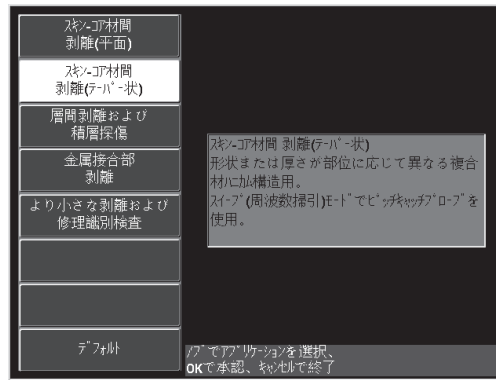 ｽｷﾝ-ｺｱ材間
剥離(平面)
ｽｷﾝ-ｺｱ材間
剥離(ﾃｰﾊﾟｰ状)
層間剥離および
積層探傷
金属接合部
剥離
より小さな剥離および
修理識別検査
ﾃﾞﾌｫﾙﾄ
ｽｷﾝ-ｺｱ材間 剥離(ﾃｰﾊﾟｰ状)
形状または厚さが部位に応じて異なる複合
材ﾊﾆｶﾑ構造用。
ｽｲｰﾌﾟ(周波数掃引)ﾓｰﾄﾞでﾋﾟｯﾁｷｬｯﾁﾌﾟﾛｰﾌﾞを
使用。
ﾉﾌﾞでｱﾌﾟﾘｹｰｼｮﾝを選択、
OKで承認、ｷｬﾝｾﾙで終了